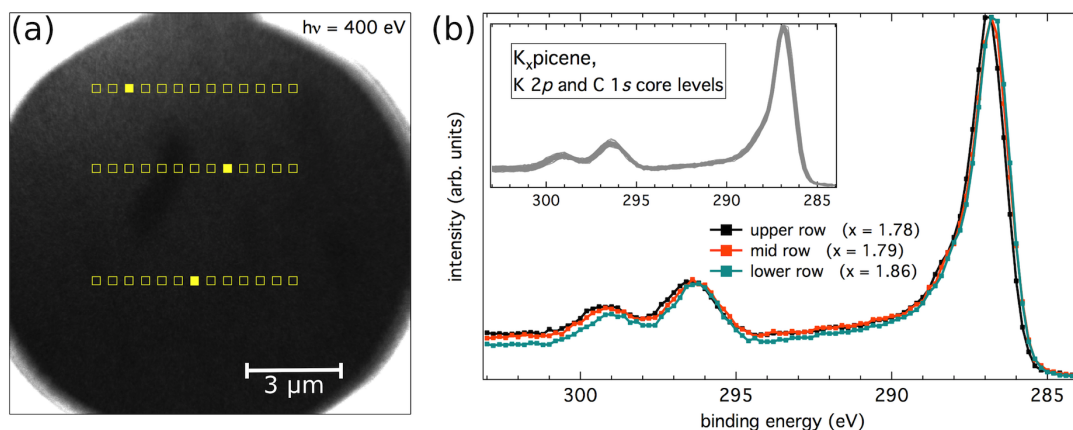 (a)
hν = 400 eV
3 μm
(b)
KₓPicene,
K 2p and C 1s core levels
300
295
290
285
upper row (x = 1.78)
mid row (x = 1.79)
lower row (x = 1.86)
intensity (arb. units)
300
295
290
285
binding energy (eV)